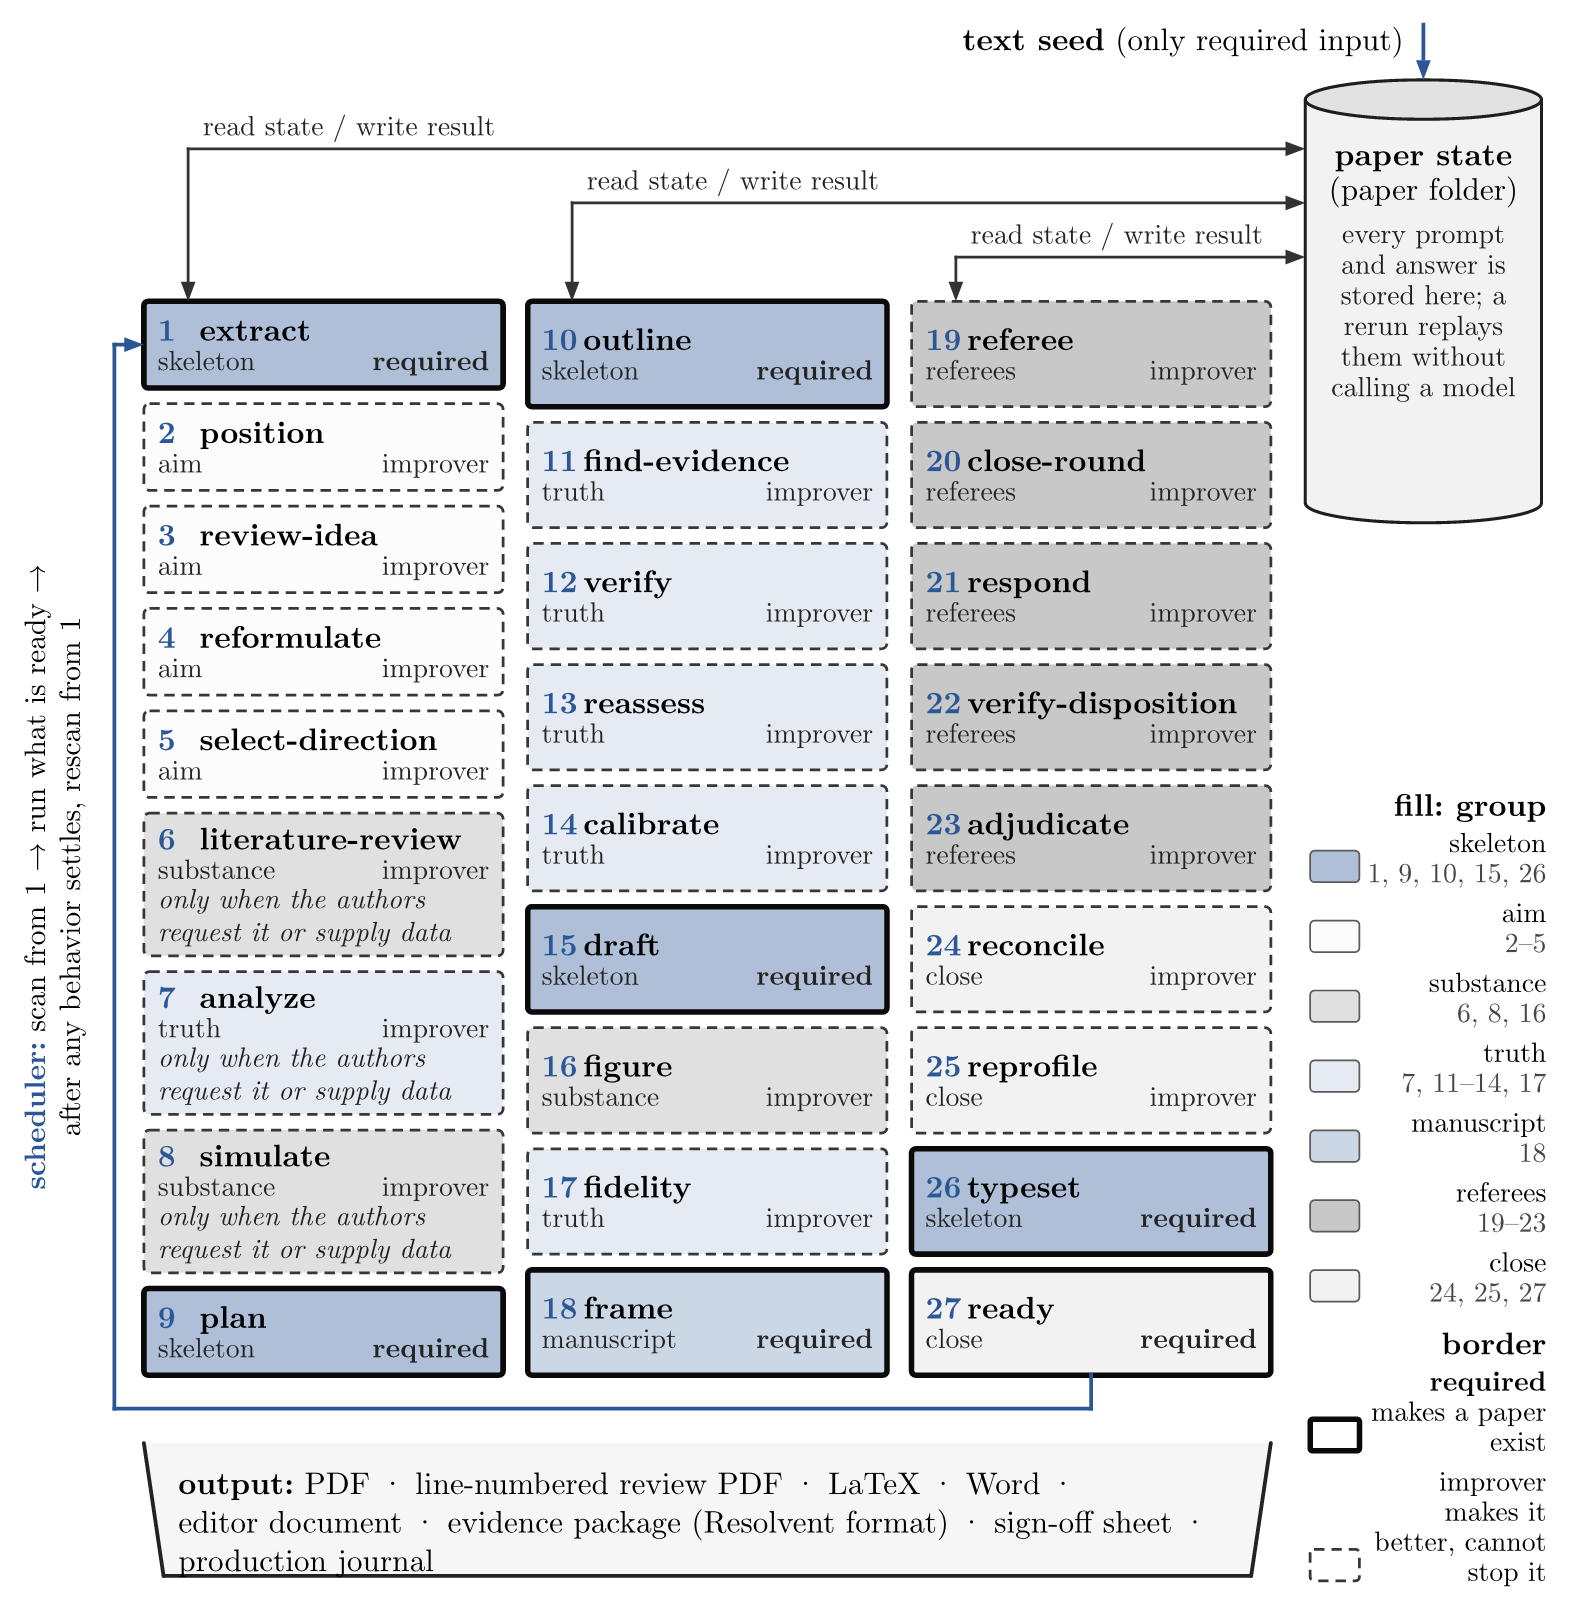 text seed (only required input)
read state / write result
read state / write result
read state / write result
paper state
(paper folder)
every prompt
and answer is
stored here; a
rerun replays
them without
calling a model
scheduler: scan from 1 → run what is ready →
after any behavior settles, rescan from 1
1 extract
skeleton required
2 position
aim improver
3 review-idea
aim improver
4 reformulate
aim improver
5 select-direction
aim improver
6 literature-review
substance improver
only when the authors
request it or supply data
7 analyze
truth improver
only when the authors
request it or supply data
8 simulate
substance improver
only when the authors
request it or supply data
9 plan
skeleton required
10 outline
skeleton required
11 find-evidence
truth improver
12 verify
truth improver
13 reassess
truth improver
14 calibrate
truth improver
15 draft
skeleton required
16 figure
substance improver
17 fidelity
truth improver
18 frame
manuscript required
19 referee
referees improver
20 close-round
referees improver
21 respond
referees improver
22 verify-disposition
referees improver
23 adjudicate
referees improver
24 reconcile
close improver
25 reprofile
close improver
26 typeset
skeleton required
27 ready
close required
fill: group
skeleton
1, 9, 10, 15, 26
aim
2–5
substance
6, 8, 16
truth
7, 11–14, 17
manuscript
18
referees
19–23
close
24, 25, 27
border
required
makes a paper
exist
improver
makes it
better, cannot
stop it
output: PDF · line-numbered review PDF · LaTeX · Word ·
editor document · evidence package (Resolvent format) · sign-off sheet ·
production journal